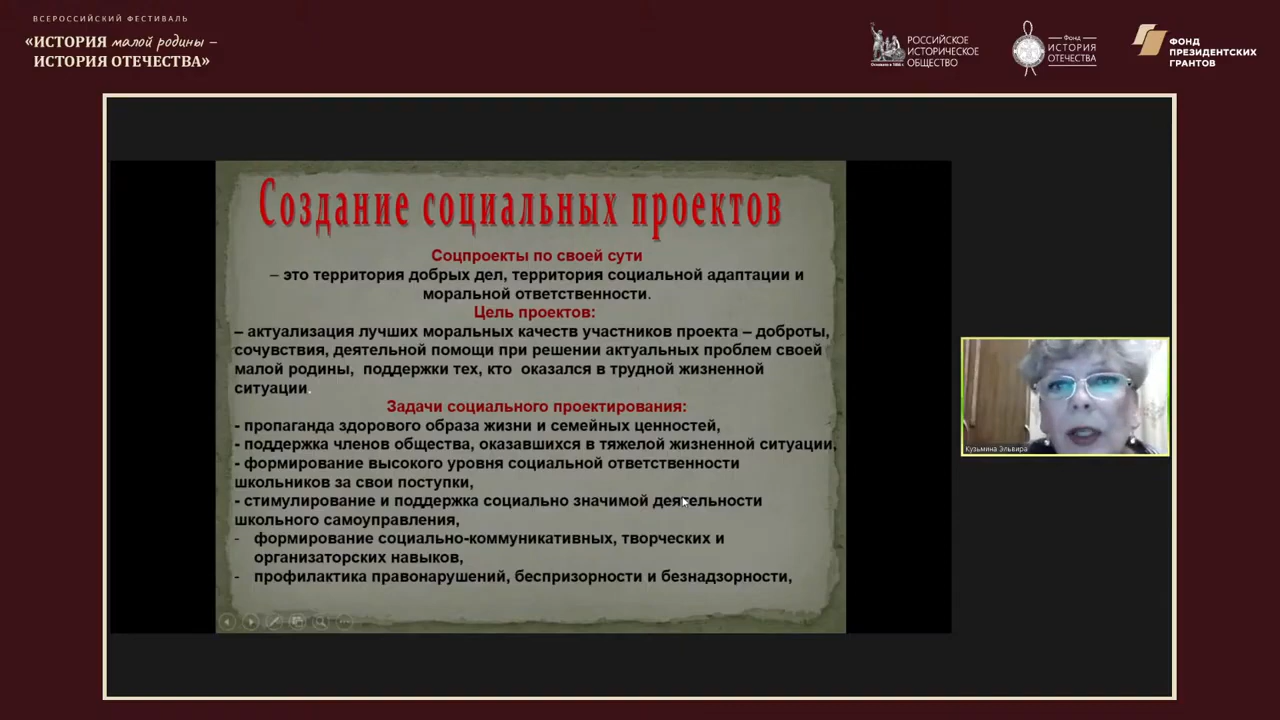 ВСЕРОССИЙСКИЙ ФЕСТИВАЛЬ
«ИСТОРИЯ малой родины –
ИСТОРИЯ ОТЕЧЕСТВА»
РОССИЙСКОЕ
ИСТОРИЧЕСКОЕ
ОБЩЕСТВО
Основано в 1866 г.
Фонд
ИСТОРИЯ
ОТЕЧЕСТВА
ФОНД
ПРЕЗИДЕНТСКИХ
ГРАНТОВ
Создание социальных проектов
Соцпроекты по своей сути
– это территория добрых дел, территория социальной адаптации и
моральной ответственности.
Цель проектов:
– актуализация лучших моральных качеств участников проекта – доброты,
сочувствия, деятельной помощи при решении актуальных проблем своей
малой родины, поддержки тех, кто оказался в трудной жизненной
ситуации.
Задачи социального проектирования:
- пропаганда здорового образа жизни и семейных ценностей,
- поддержка членов общества, оказавшихся в тяжелой жизненной ситуации,
- формирование высокого уровня социальной ответственности
школьников за свои поступки,
- стимулирование и поддержка социально значимой деятельности
школьного самоуправления,
- формирование социально-коммуникативных, творческих и
организаторских навыков,
- профилактика правонарушений, беспризорности и безнадзорности,
Кузьмина Эльвира